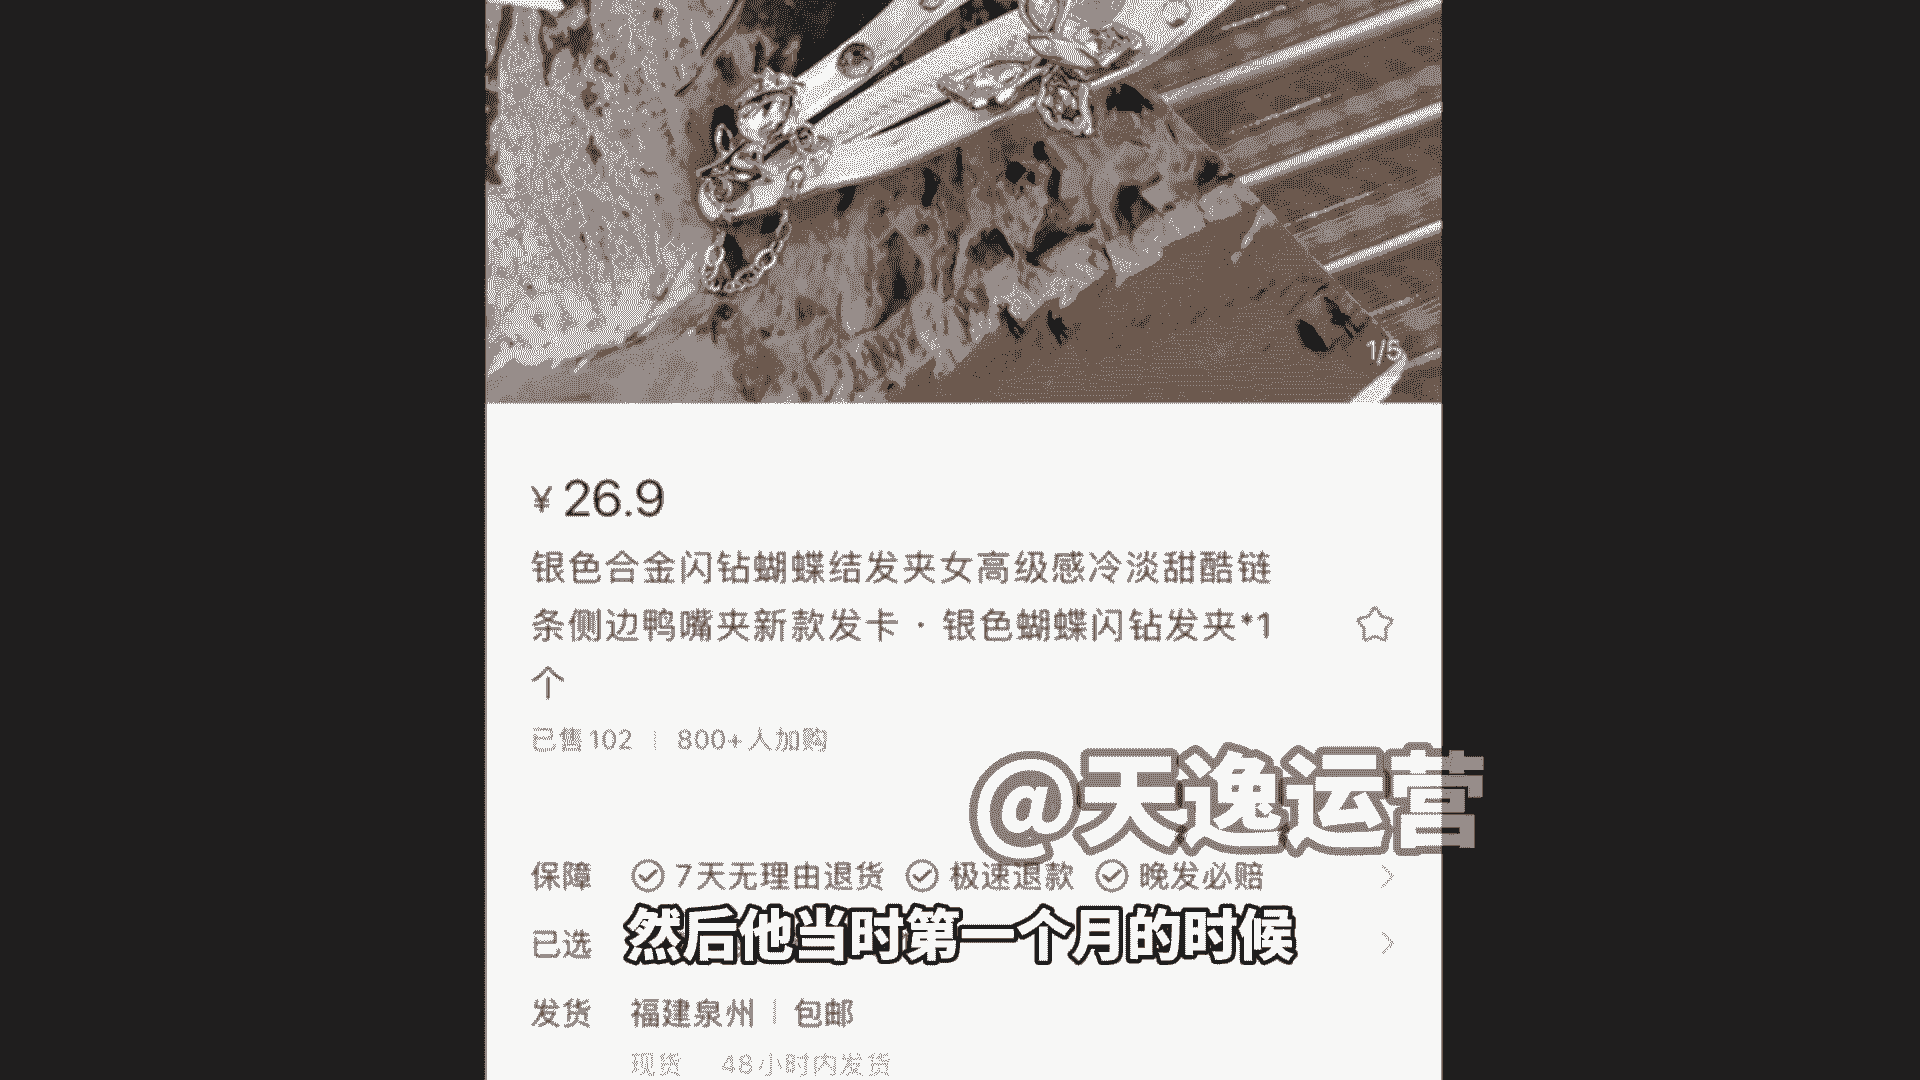 1/5
¥26.9
银色合金闪钻蝴蝶结发夹女高级感冷淡甜酷链
条侧边鸭嘴夹新款发卡·银色蝴蝶闪钻发夹*1
个
已售102 | 800+人加购
@天逸运营
保障 7天无理由退货 极速退款 晚发必赔
已选
然后他当时第一个月的时候
发货 福建泉州 | 包邮
现货 48小时内发货